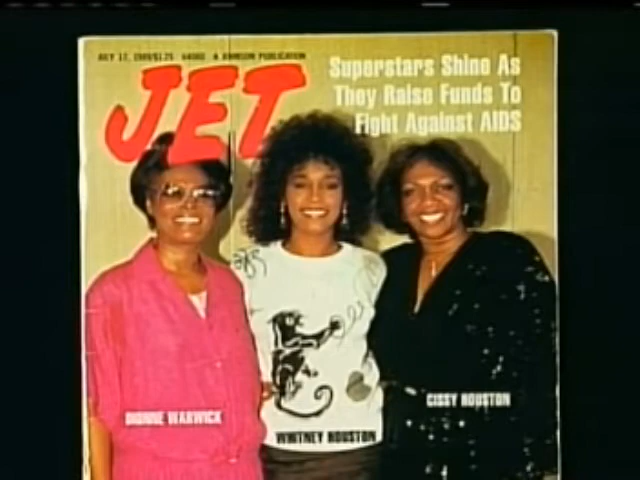 JULY 17, 1989/$1.25 A JOHNSON PUBLICATION
JET
Superstars Shine As
They Raise Funds To
Fight Against AIDS
DIONNE WARWICK
WHITNEY HOUSTON
CISSY HOUSTON